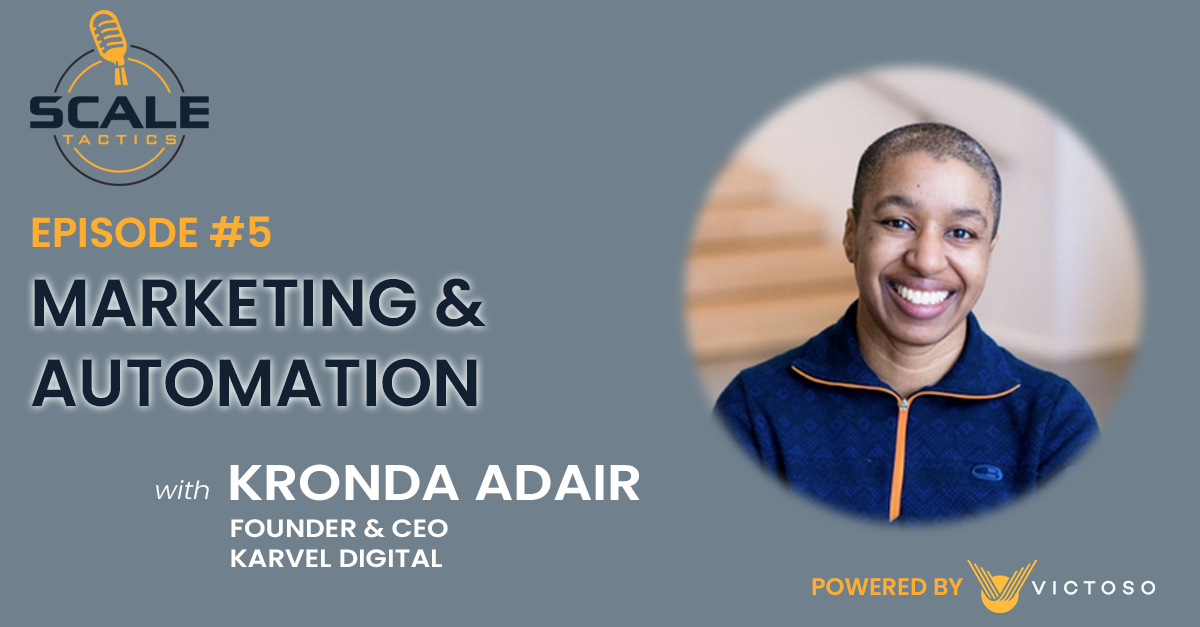 SCALE
TACTICS
EPISODE #5
MARKETING &
AUTOMATION
with KRONDA ADAIR
FOUNDER & CEO
KARVEL DIGITAL
POWERED BY VICTOSO